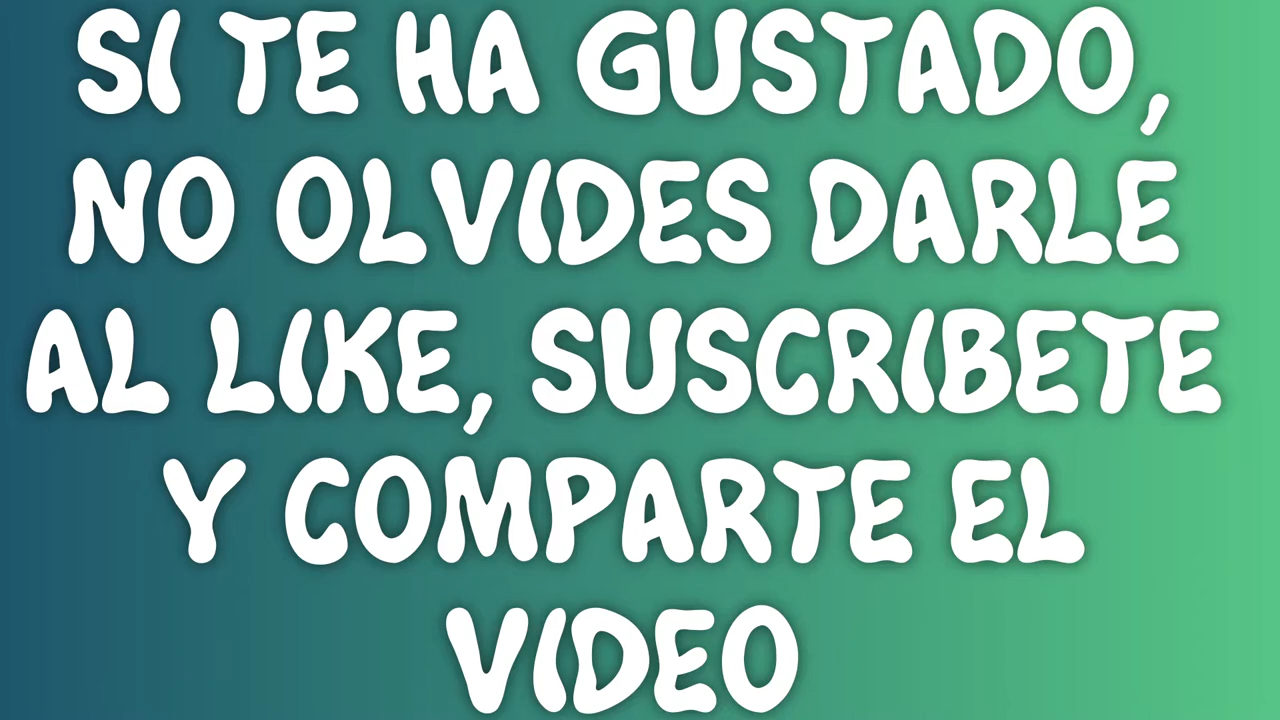 SI TE HA GUSTADO,
NO OLVIDES DARLE
AL LIKE, SUSCRIBETE
Y COMPARTE EL
VIDEO